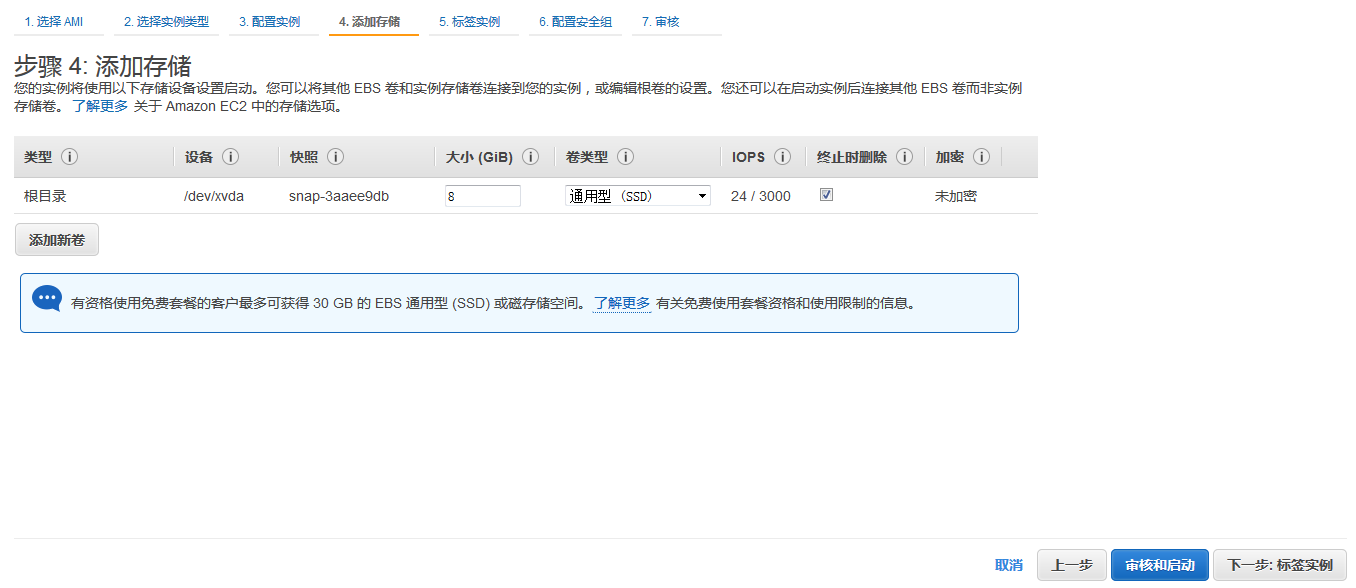 1. 选择 AMI 2. 选择实例类型 3. 配置实例 4. 添加存储 5. 标签实例 6. 配置安全组 7. 审核
步骤 4: 添加存储
您的实例将使用以下存储设备设置启动。您可以将其他 EBS 卷和实例存储卷连接到您的实例，或编辑根卷的设置。您还可以在启动实例后连接其他 EBS 卷而非实例
存储卷。 了解更多 关于 Amazon EC2 中的存储选项。
类型 i 设备 i 快照 i 大小 (GiB) i 卷类型 i IOPS i 终止时删除 i 加密 i
根目录 /dev/xvda snap-3aaee9db 8 通用型 （SSD） 24 / 3000 未加密
添加新卷
有资格使用免费套餐的客户最多可获得 30 GB 的 EBS 通用型 (SSD) 或磁存储空间。 了解更多 有关免费使用套餐资格和使用限制的信息。
取消 上一步 审核和启动 下一步: 标签实例